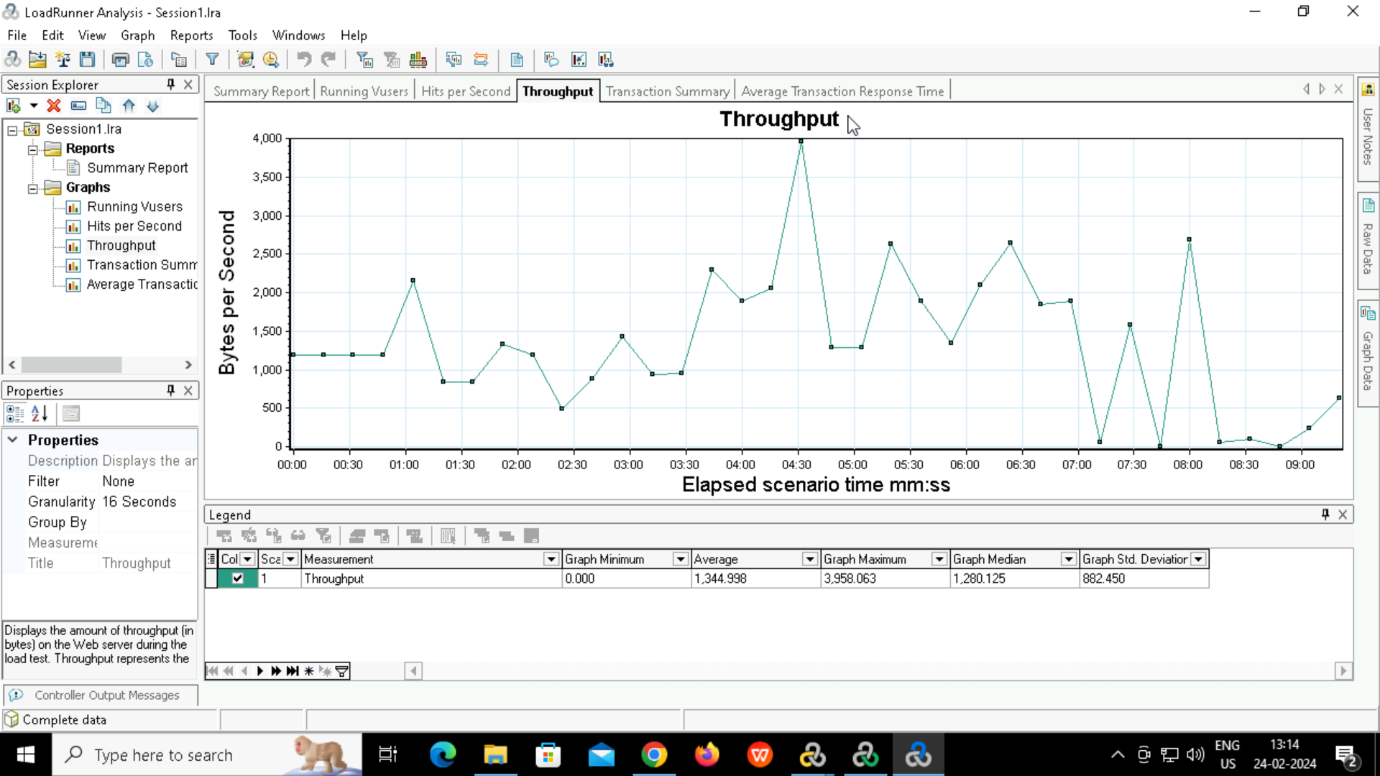 LoadRunner Analysis - Session1.lra
File Edit View Graph Reports Tools Windows Help
Session Explorer
Session1.lra
Reports
Summary Report
Graphs
Running Vusers
Hits per Second
Throughput
Transaction Summ
Average Transactic
Properties
Properties
Description Displays the ar
Filter None
Granularity 16 Seconds
Group By
Measureme
Title Throughput
Displays the amount of throughput (in
bytes) on the Web server during the
load test. Throughput represents the
Controller Output Messages
Complete data
Summary Report Running Vusers Hits per Second Throughput Transaction Summary Average Transaction Response Time
Throughput
Bytes per Second
4,000
3,500
3,000
2,500
2,000
1,500
1,000
500
0
00:00 00:30 01:00 01:30 02:00 02:30 03:00 03:30 04:00 04:30 05:00 05:30 06:00 06:30 07:00 07:30 08:00 08:30 09:00
Elapsed scenario time mm:ss
Legend
Col Sca Measurement Graph Minimum Average Graph Maximum Graph Median Graph Std. Deviation
1 Throughput 0.000 1,344.998 3,958.063 1,280.125 882.450
User Notes
Raw Data
Graph Data
Type here to search
ENG
US
13:14
24-02-2024
2